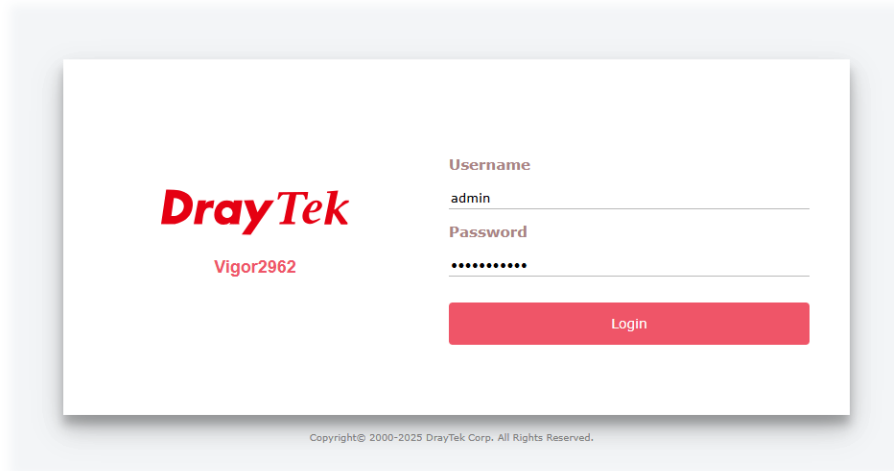 DrayTek
Vigor2962
Username
admin
Password
•••••••••••
Login
Copyright© 2000-2025 DrayTek Corp. All Rights Reserved.